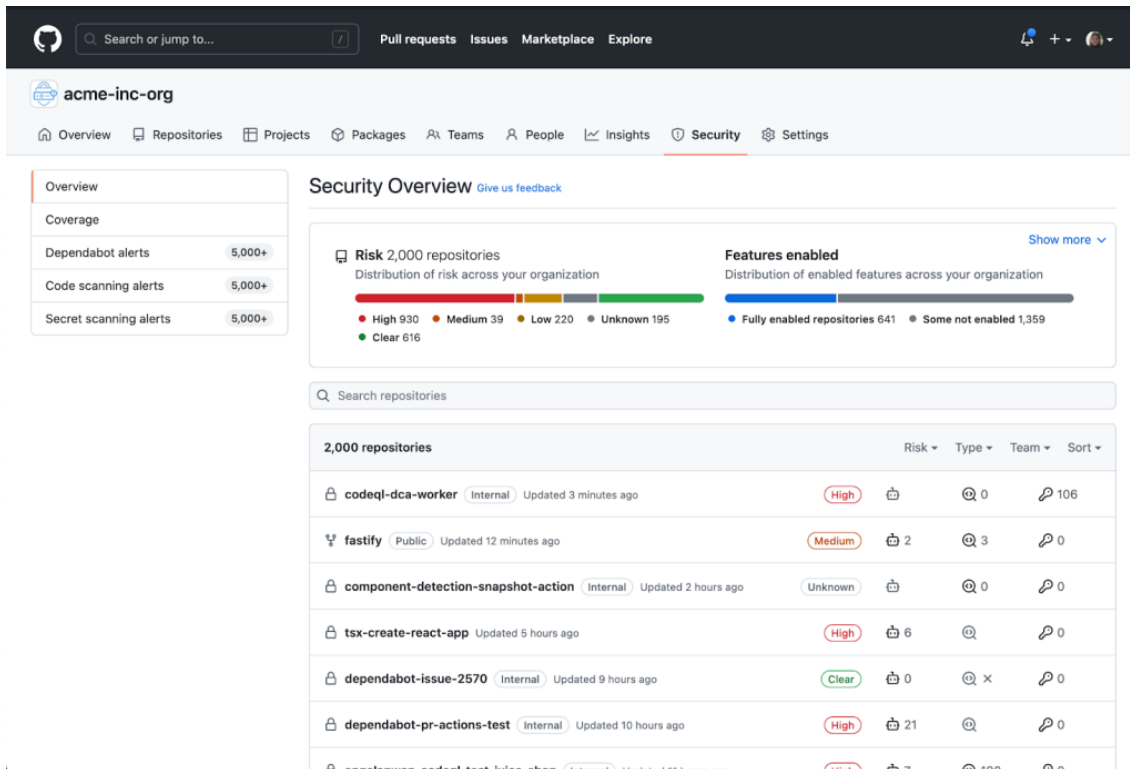 Search or jump to... / Pull requests Issues Marketplace Explore
acme-inc-org
Overview Repositories Projects Packages Teams People Insights Security Settings
Overview
Coverage
Dependabot alerts 5,000+
Code scanning alerts 5,000+
Secret scanning alerts 5,000+
Security Overview Give us feedback
Show more
Risk 2,000 repositories
Distribution of risk across your organization
High 930 Medium 39 Low 220 Unknown 195
Clear 616
Features enabled
Distribution of enabled features across your organization
Fully enabled repositories 641 Some not enabled 1,359
Search repositories
2,000 repositories Risk Type Team Sort
codeql-dca-worker Internal Updated 3 minutes ago High 0 106
fastify Public Updated 12 minutes ago Medium 2 3 0
component-detection-snapshot-action Internal Updated 2 hours ago Unknown 0 0
tsx-create-react-app Updated 5 hours ago High 6 0
dependabot-issue-2570 Internal Updated 9 hours ago Clear 0 0
dependabot-pr-actions-test Internal Updated 10 hours ago High 21 0